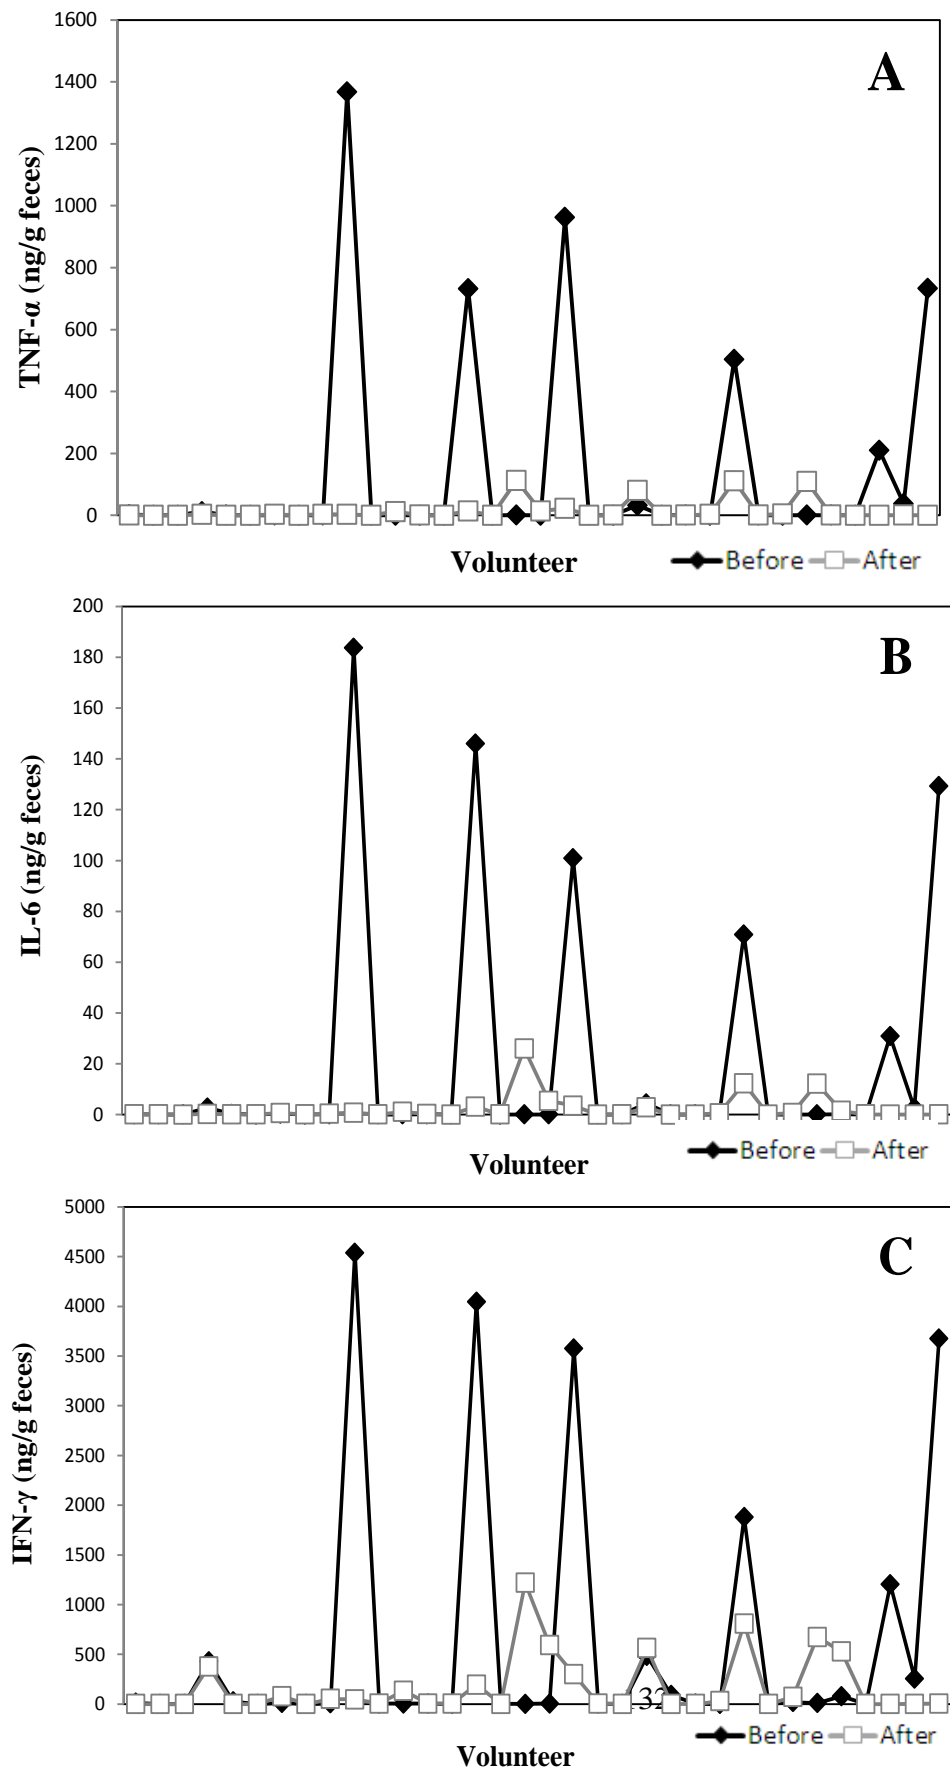 1600
1400
1200
1000
800
600
400
200
0
TNF-α (ng/g feces)
A
Volunteer
Before After
200
180
160
140
120
100
80
60
40
20
0
IL-6 (ng/g feces)
B
Volunteer
Before After
5000
4500
4000
3500
3000
2500
2000
1500
1000
500
0
IFN-γ (ng/g feces)
C
Volunteer
Before After